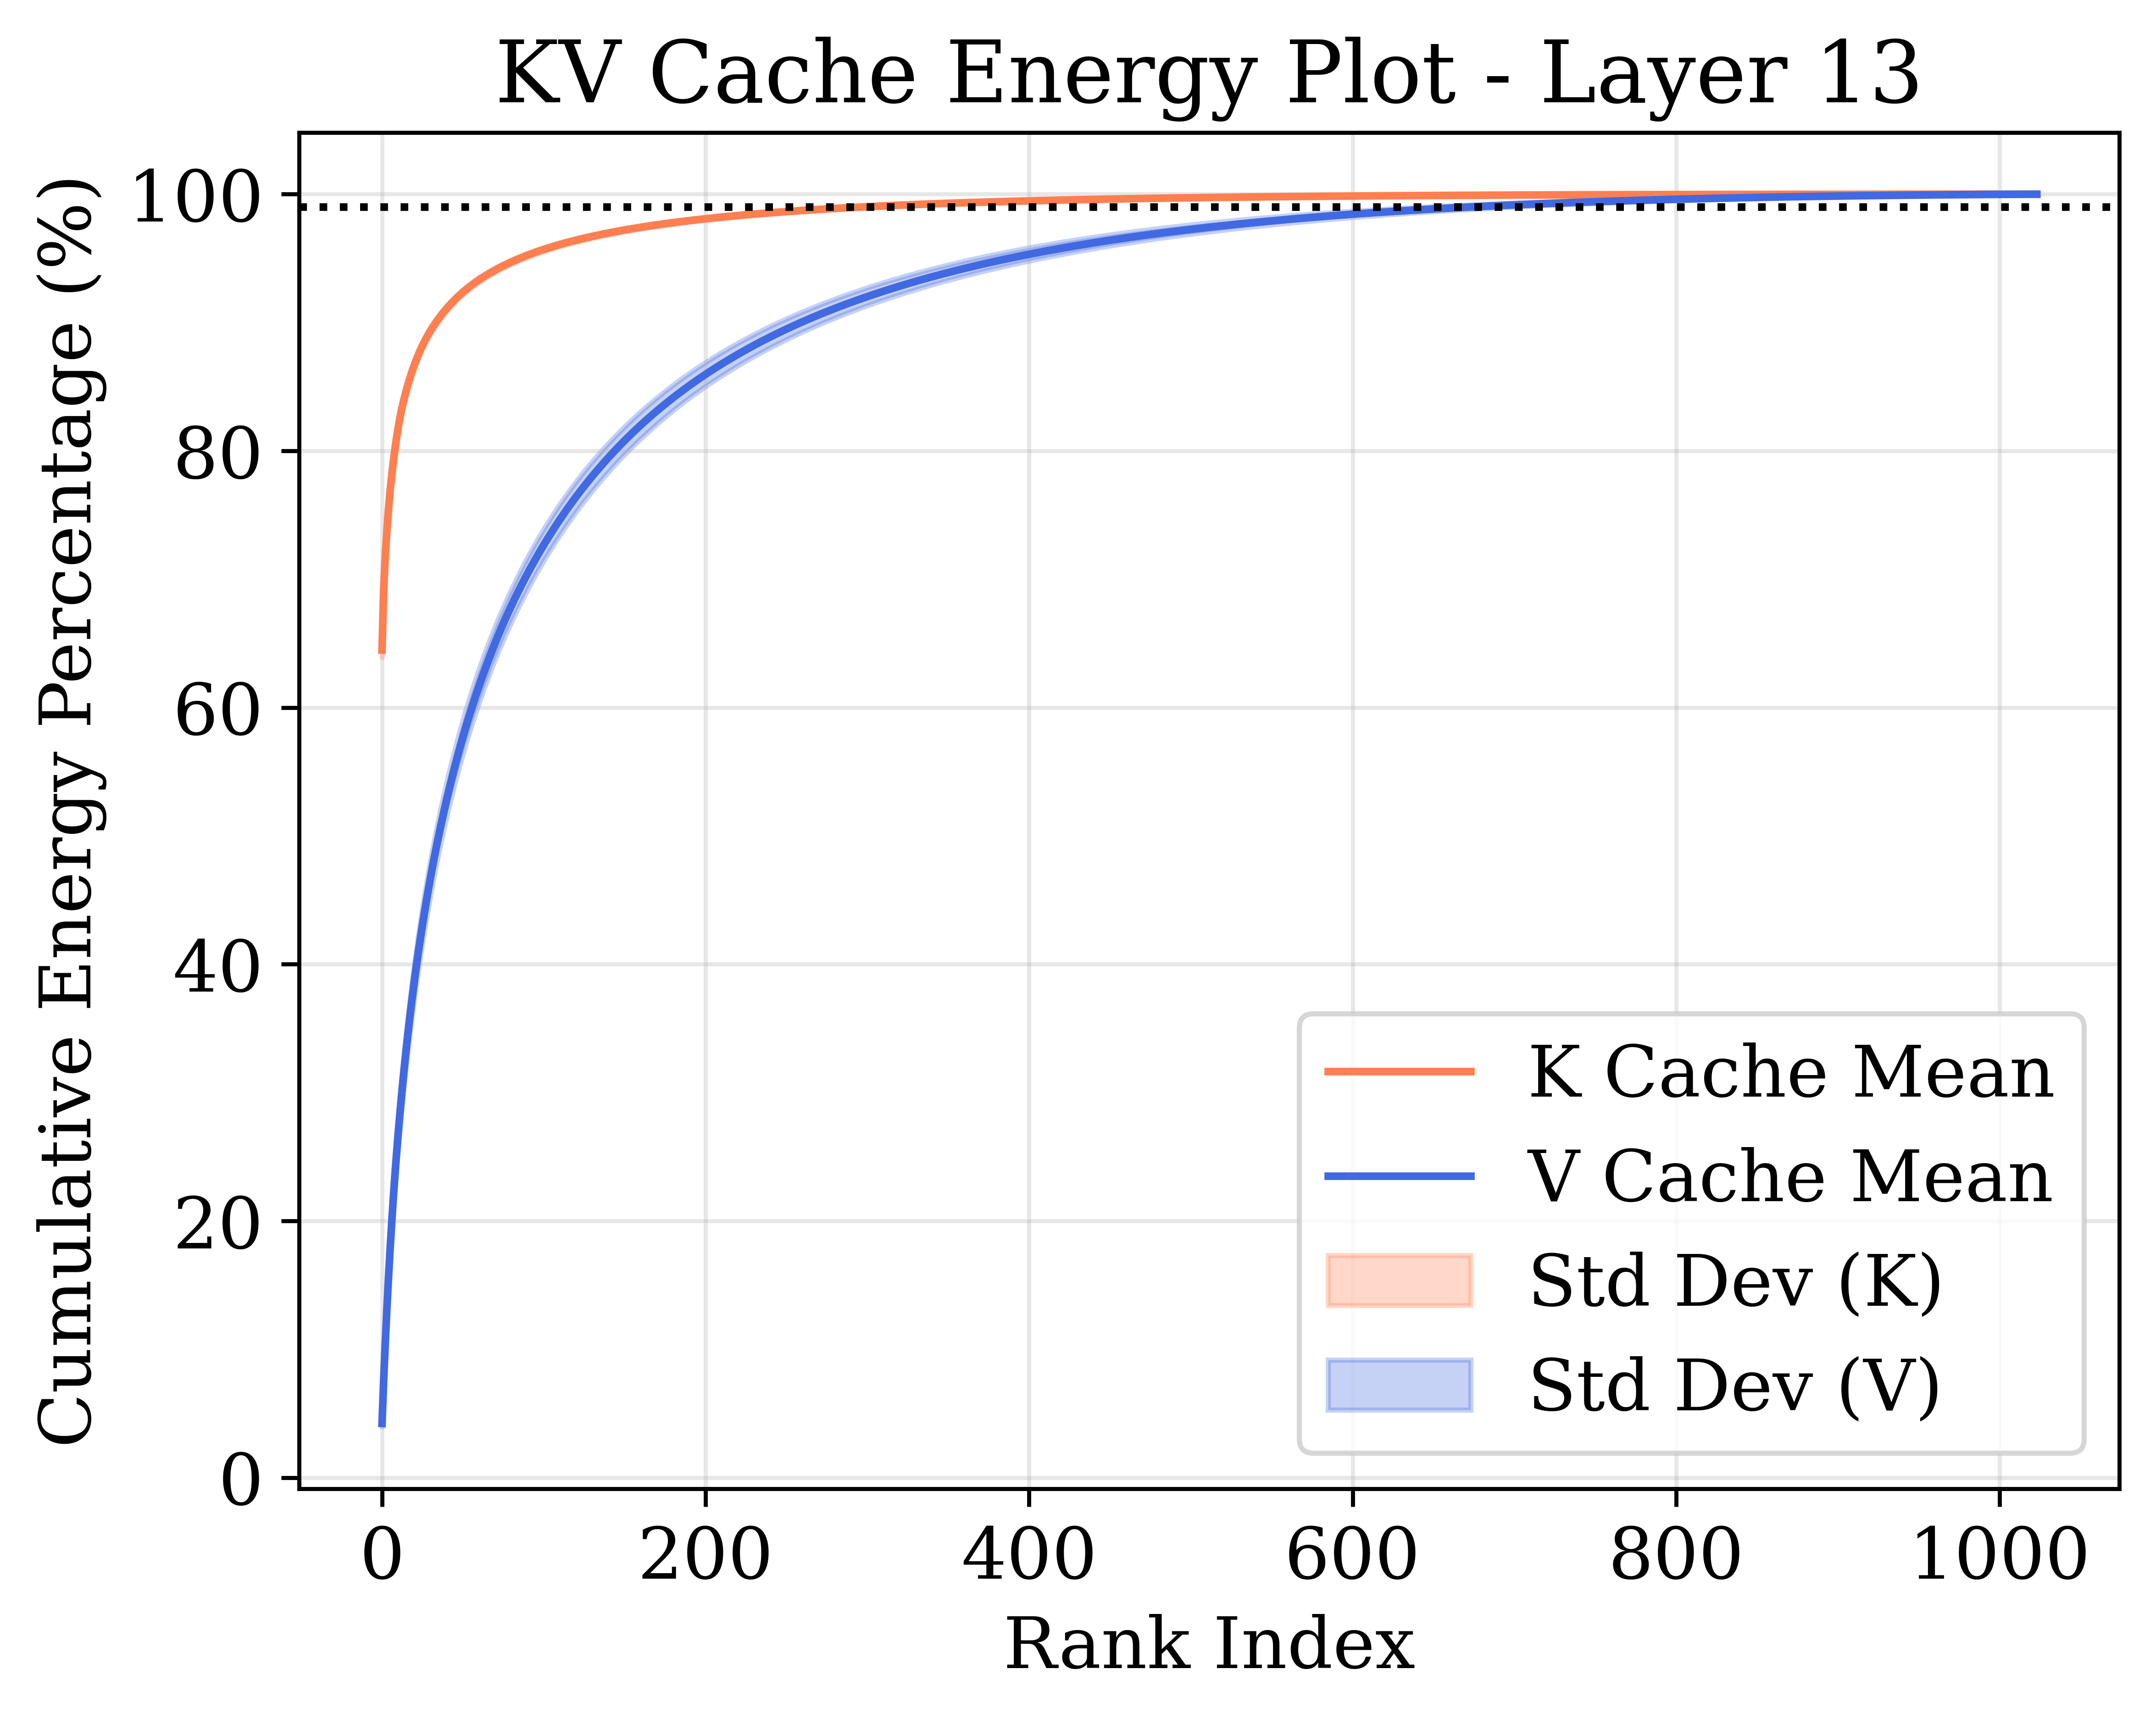 KV Cache Energy Plot - Layer 13
Cumulative Energy Percentage (%)
100
80
60
40
20
0
K Cache Mean
V Cache Mean
Std Dev (K)
Std Dev (V)
0 200 400 600 800 1000
Rank Index